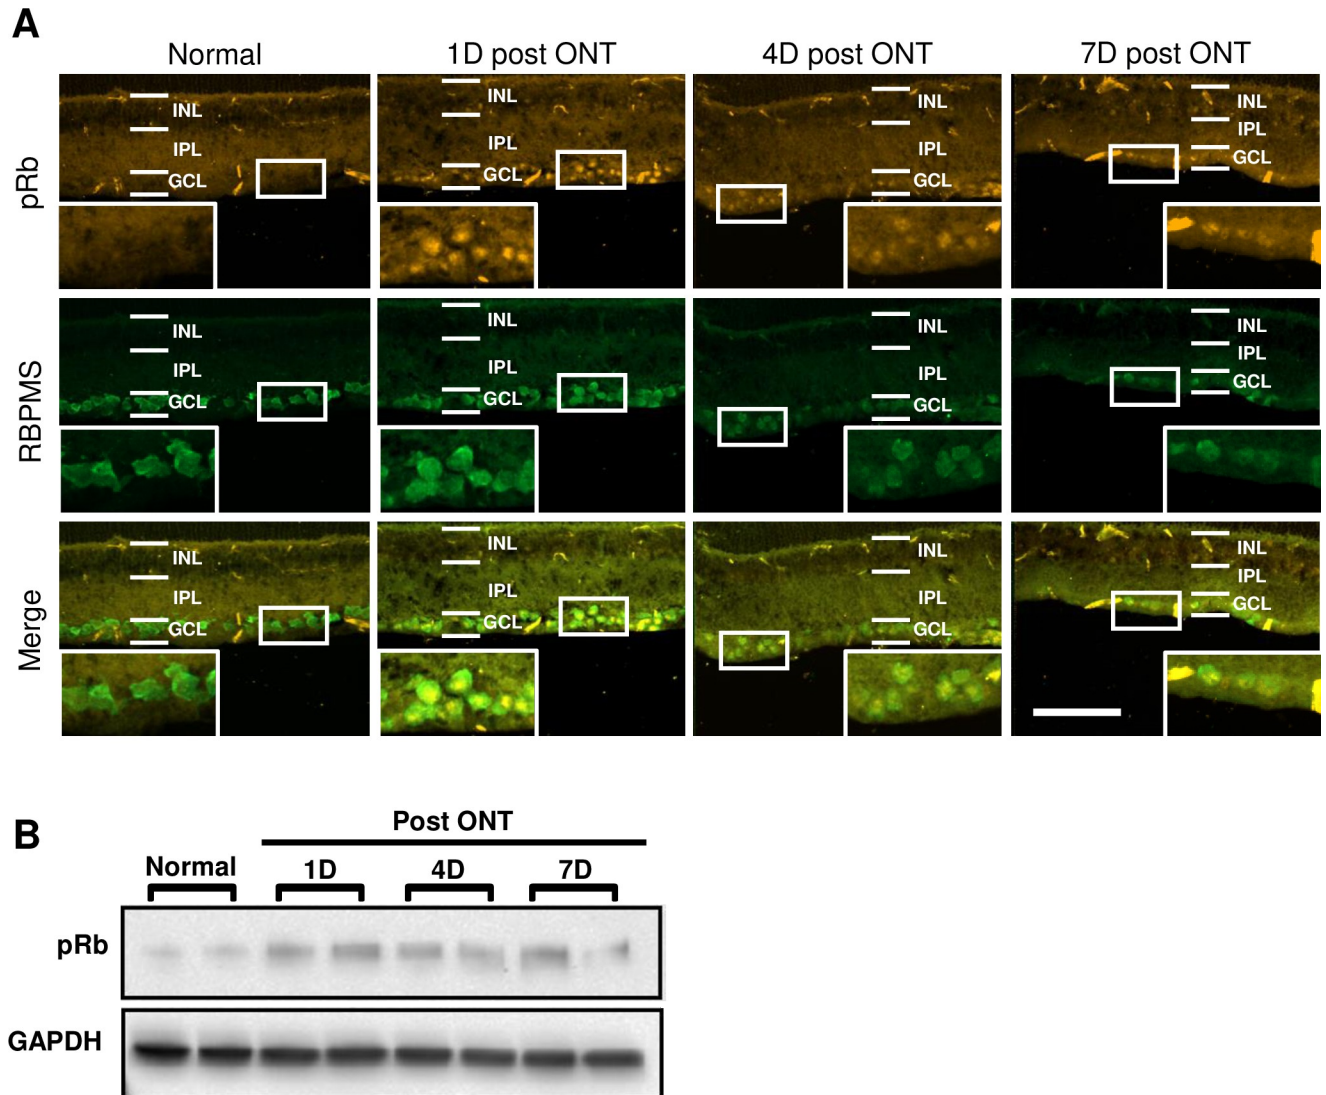 A
Normal
1D post ONT
4D post ONT
7D post ONT
pRb
INL
IPL
GCL
INL
IPL
GCL
INL
IPL
GCL
INL
IPL
GCL
RBPMS
INL
IPL
GCL
INL
IPL
GCL
INL
IPL
GCL
INL
IPL
GCL
Merge
INL
IPL
GCL
INL
IPL
GCL
INL
IPL
GCL
INL
IPL
GCL
B
Post ONT
Normal
1D
4D
7D
pRb
GAPDH